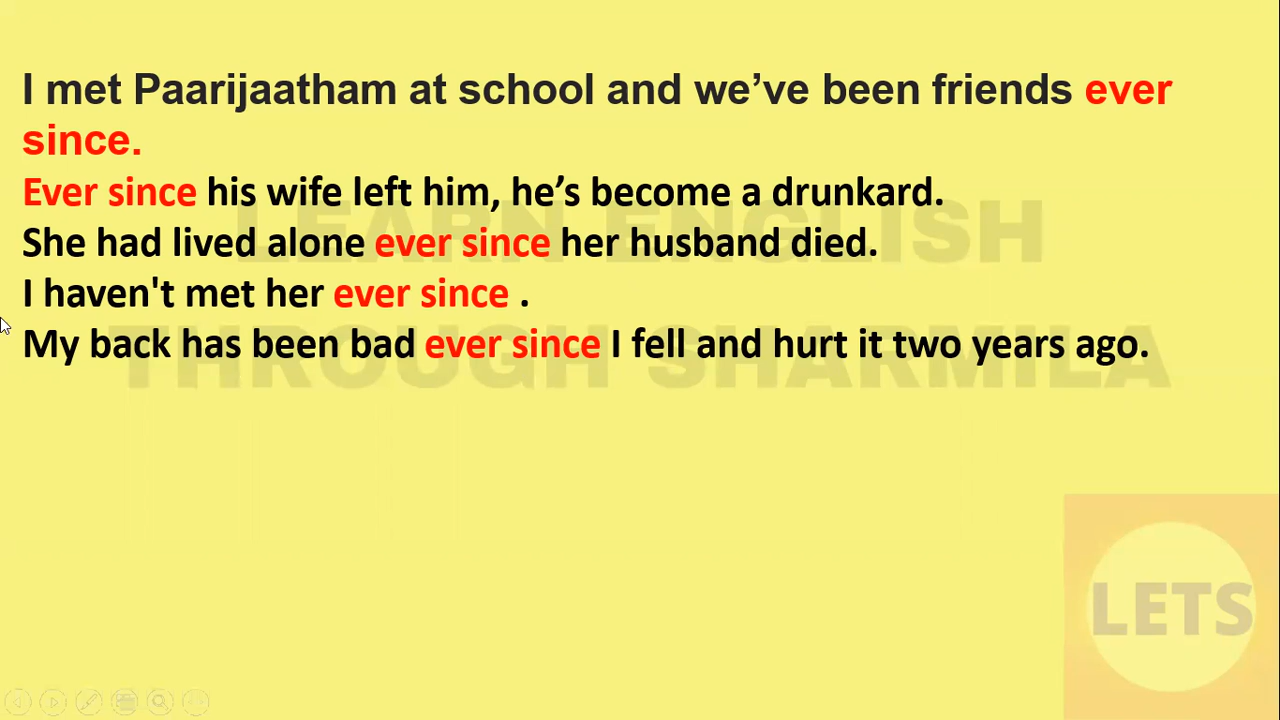 I met Paarijaatham at school and we’ve been friends ever
since.
Ever since his wife left him, he’s become a drunkard.
She had lived alone ever since her husband died.
I haven't met her ever since .
My back has been bad ever since I fell and hurt it two years ago.
LEARN ENGLISH
THROUGH SHARMILA
LETS